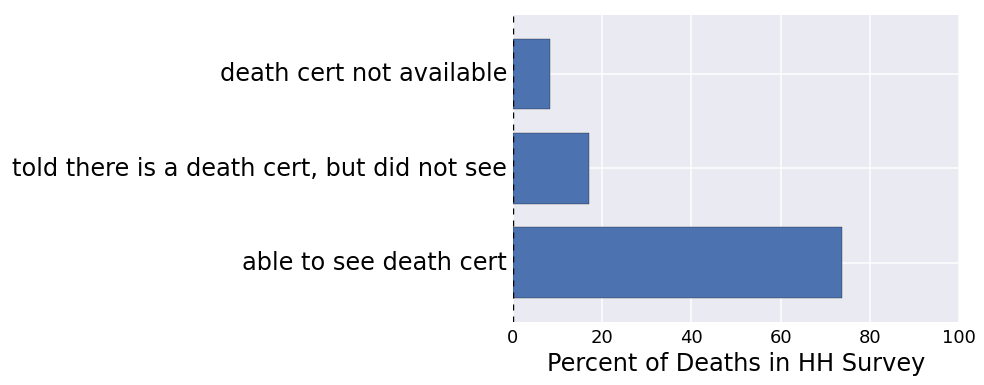 death cert not available
told there is a death cert, but did not see
able to see death cert
0 20 40 60 80 100
Percent of Deaths in HH Survey